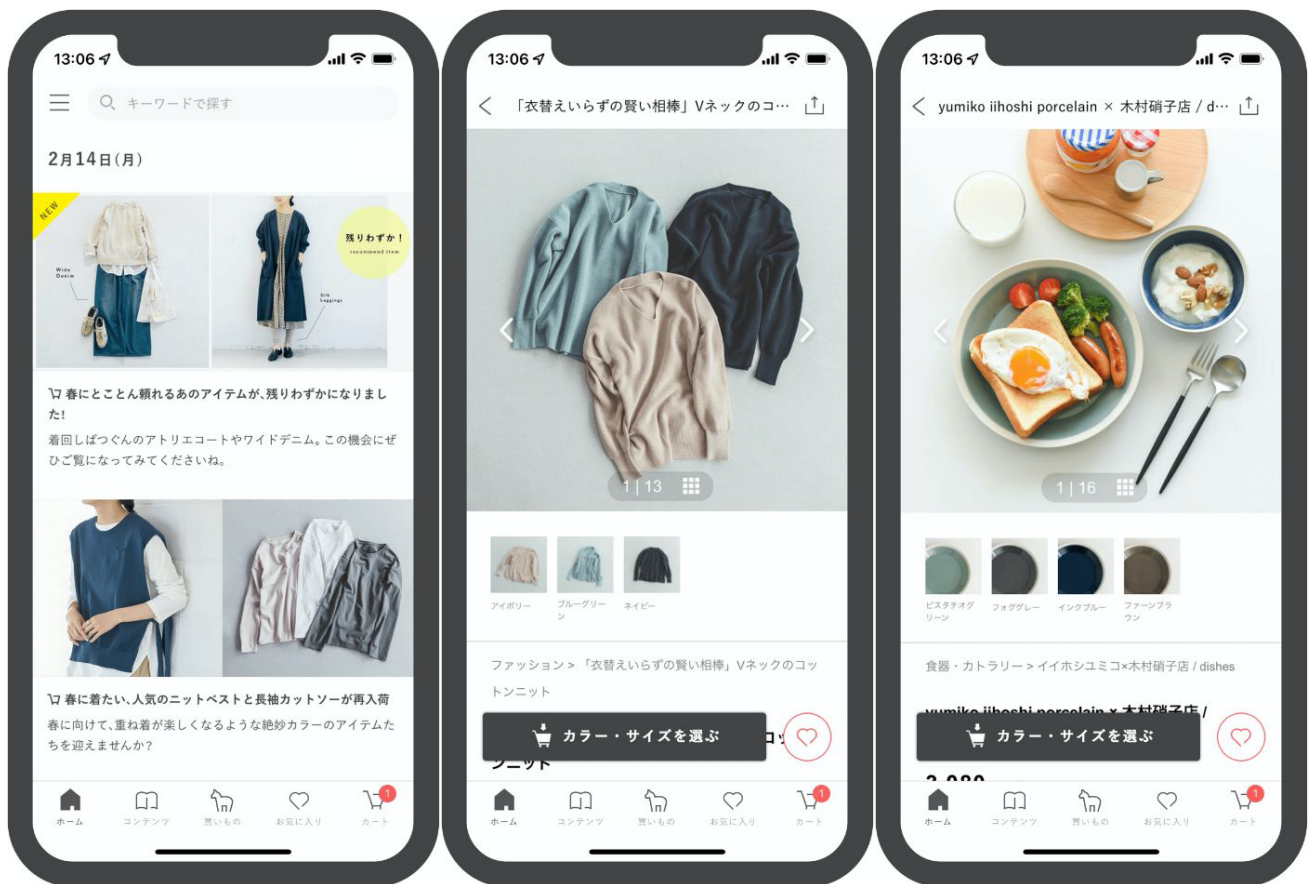 13:06
キーワードで探す
2月14日(月)
NEW
Wide
Denim
Silk
Leggings
残りわずか!
recommend item
春にとことん頼れるあのアイテムが、残りわずかになりまし
た!
着回しばつぐんのアトリエコートやワイドデニム。この機会にぜ
ひご覧になってみてくださいね。
春に着たい、人気のニットベストと長袖カットソーが再入荷
春に向けて、重ね着が楽しくなるような絶妙カラーのアイテムた
ちを迎えませんか?
ホーム
コンテンツ
買いもの
お気に入り
1
カート
13:06
「衣替えいらずの賢い相棒」Vネックのコ…
1 | 13
アイボリー
ブルーグリー
ン
ネイビー
ファッション > 「衣替えいらずの賢い相棒」Vネックのコッ
トンニット
カラー・サイズを選ぶ
コッ
ンニット
ホーム
コンテンツ
買いもの
お気に入り
1
カート
13:06
yumiko iihoshi porcelain × 木村硝子店 / d…
1 | 16
ピスタチオグ
リーン
フォググレー
インクブルー
ファーンブラ
ウン
食器・カトラリー > イイホシユミコ×木村硝子店 / dishes
yumiko iihoshi porcelain × 木村硝子店 /
カラー・サイズを選ぶ
3,080
ホーム
コンテンツ
買いもの
お気に入り
1
カート